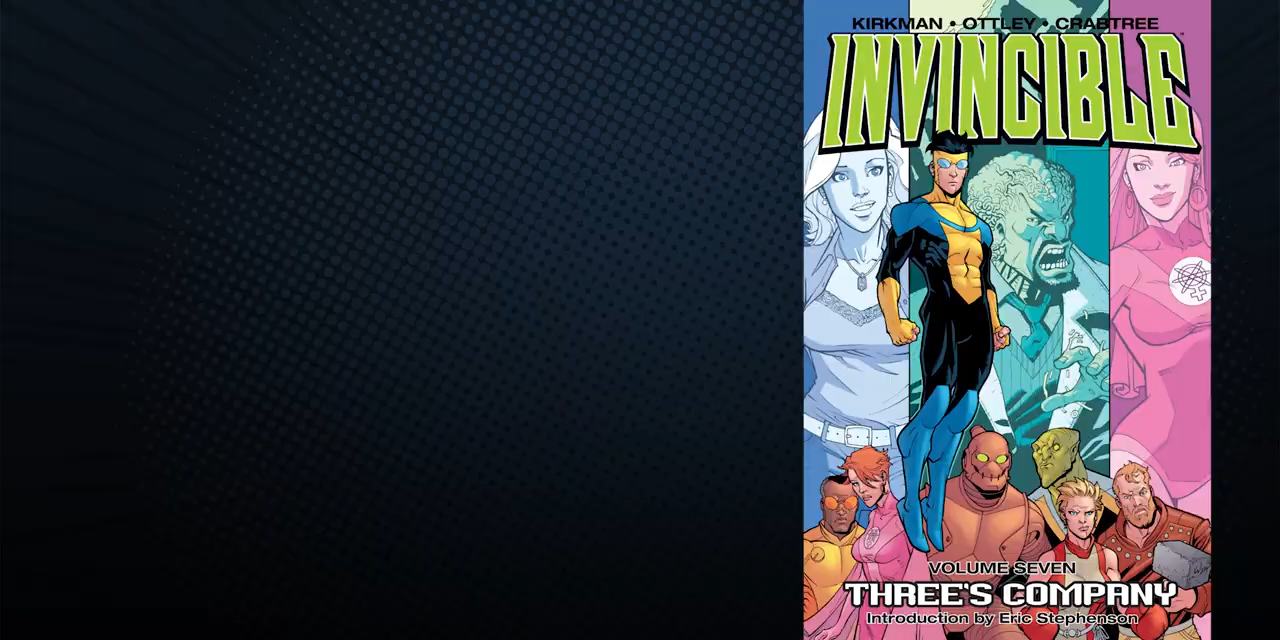 KIRKMAN • OTTLEY • CRABTREE
INVINCIBLE
VOLUME SEVEN
THREE'S COMPANY
Introduction by Eric Stephenson